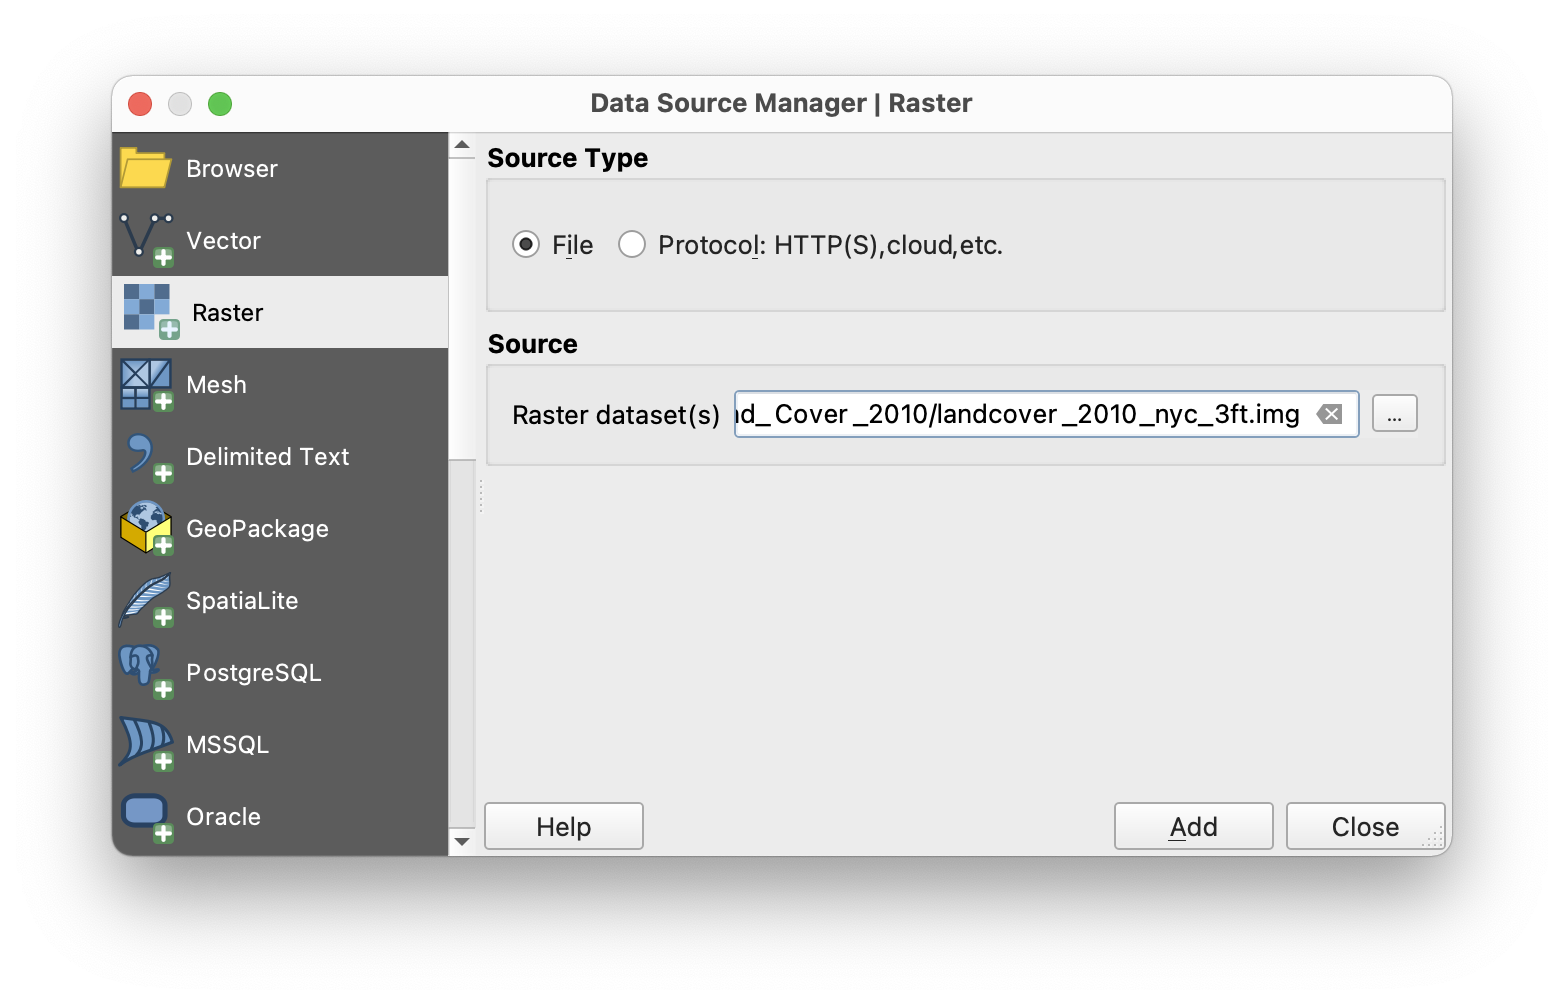 Data Source Manager | Raster
Browser
Vector
Raster
Mesh
Delimited Text
GeoPackage
SpatiaLite
PostgreSQL
MSSQL
Oracle
Source Type
File
Protocol: HTTP(S),cloud,etc.
Source
Raster dataset(s)
nd_Cover_2010/landcover_2010_nyc_3ft.img
...
Help
Add
Close